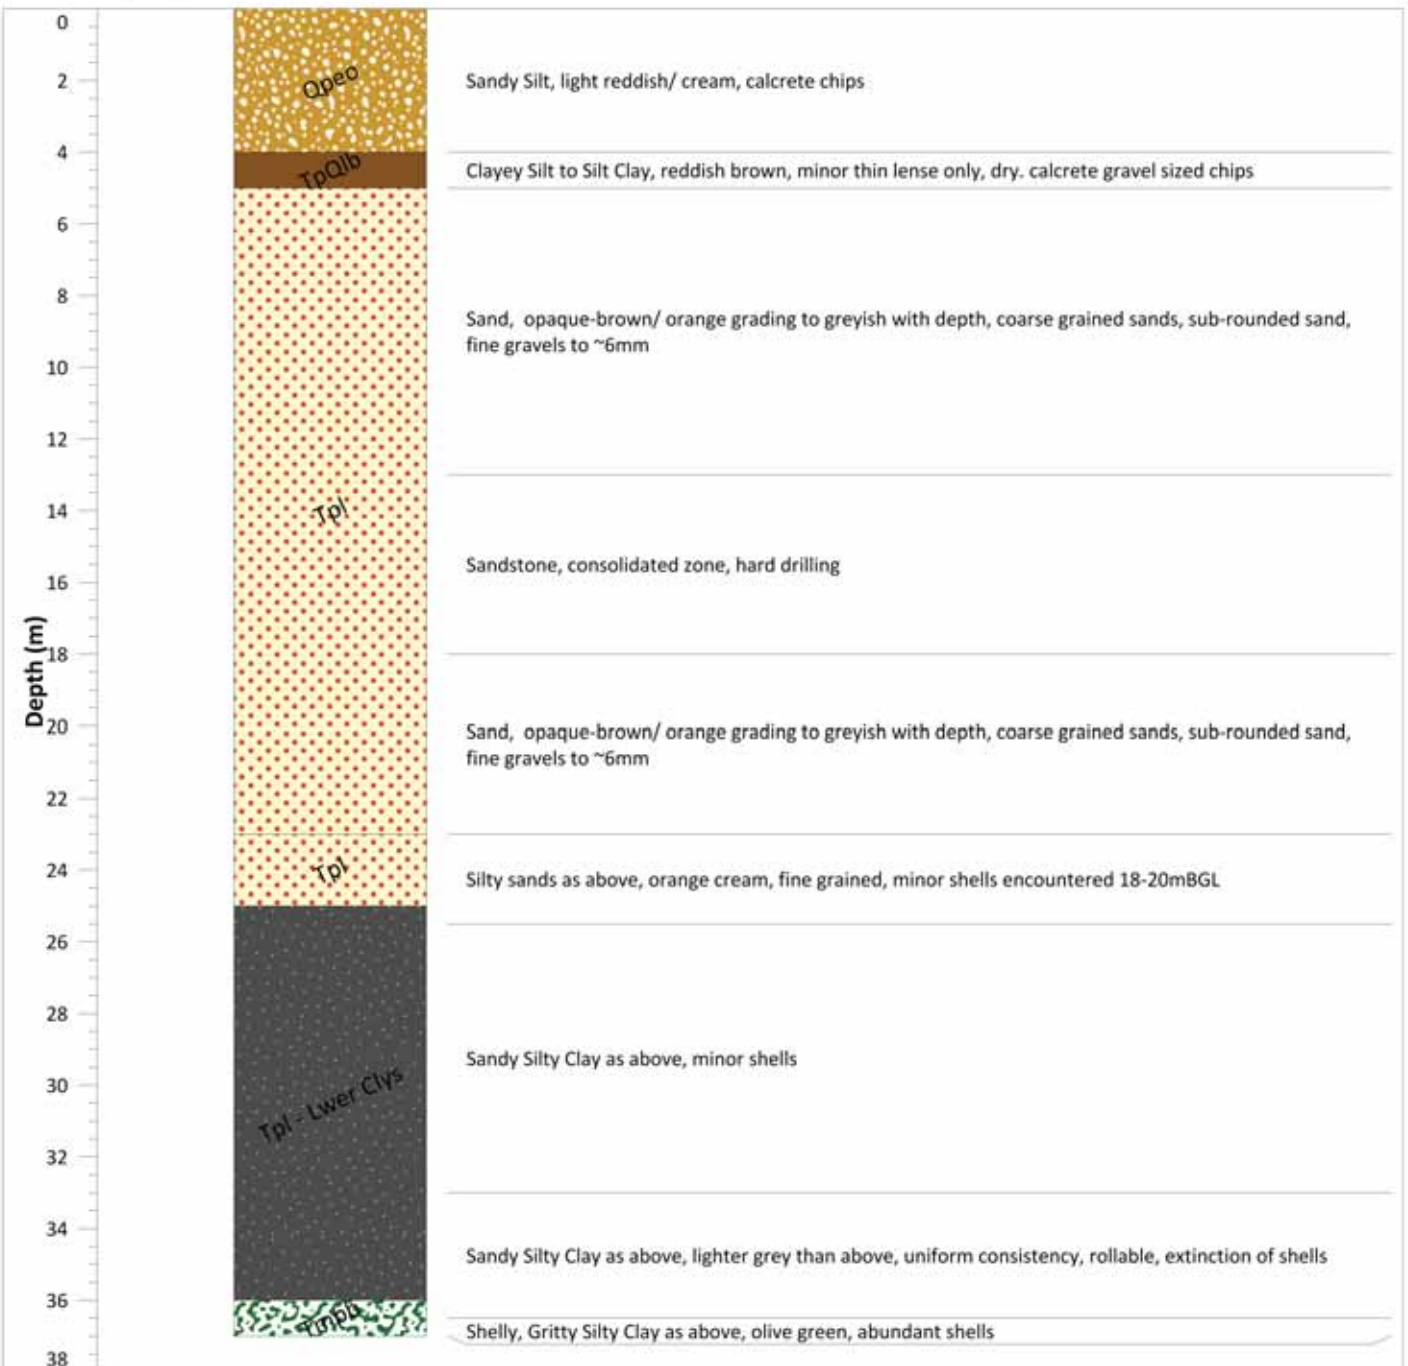 0
Qpeo
2
Sandy Silt, light reddish/ cream, calcrete chips
4
TpQlb
Clayey Silt to Silt Clay, reddish brown, minor thin lense only, dry. calcrete gravel sized chips
6
8
Sand, opaque-brown/ orange grading to greyish with depth, coarse grained sands, sub-rounded sand,
fine gravels to ~6mm
10
12
Tpl
14
Sandstone, consolidated zone, hard drilling
16
Depth (m)
18
20
Sand, opaque-brown/ orange grading to greyish with depth, coarse grained sands, sub-rounded sand,
fine gravels to ~6mm
22
Tpl
24
Silty sands as above, orange cream, fine grained, minor shells encountered 18-20mBGL
26
28
Sandy Silty Clay as above, minor shells
30
Tpl - Lwer Clys
32
34
Sandy Silty Clay as above, lighter grey than above, uniform consistency, rollable, extinction of shells
36
Tmpb
Shelly, Gritty Silty Clay as above, olive green, abundant shells
38